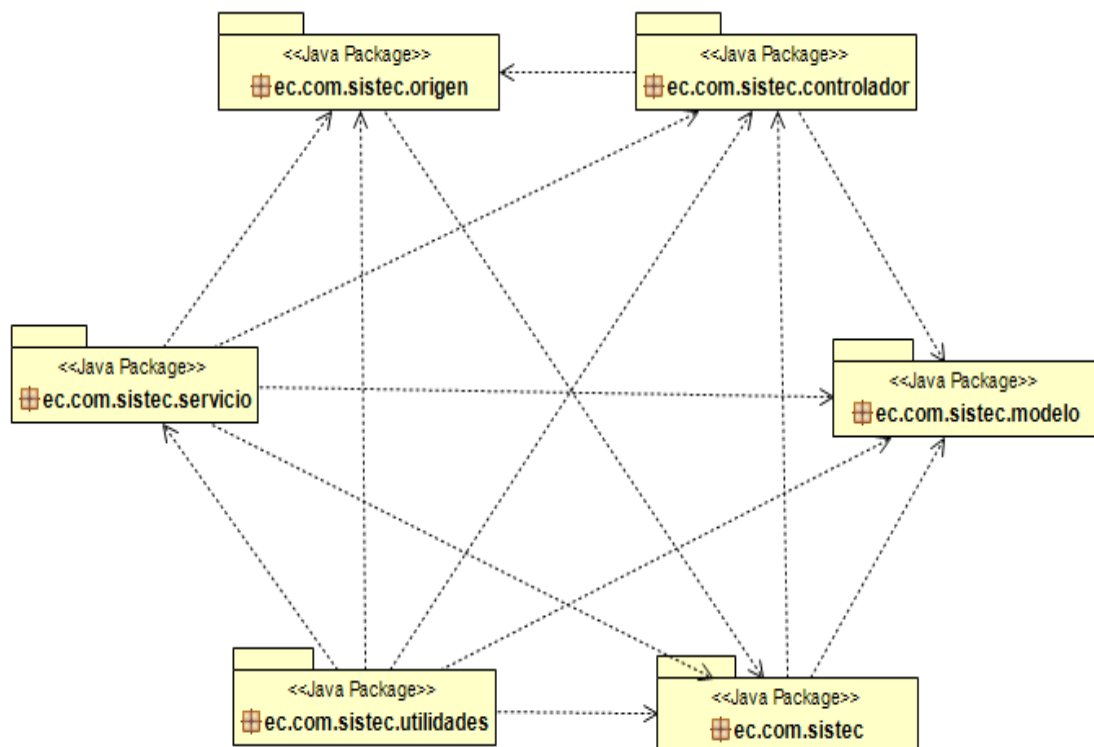 <<Java Package>>
ec.com.sistec.origen
<<Java Package>>
ec.com.sistec.controlador
<<Java Package>>
ec.com.sistec.servicio
<<Java Package>>
ec.com.sistec.modelo
<<Java Package>>
ec.com.sistec.utilidades
<<Java Package>>
ec.com.sistec